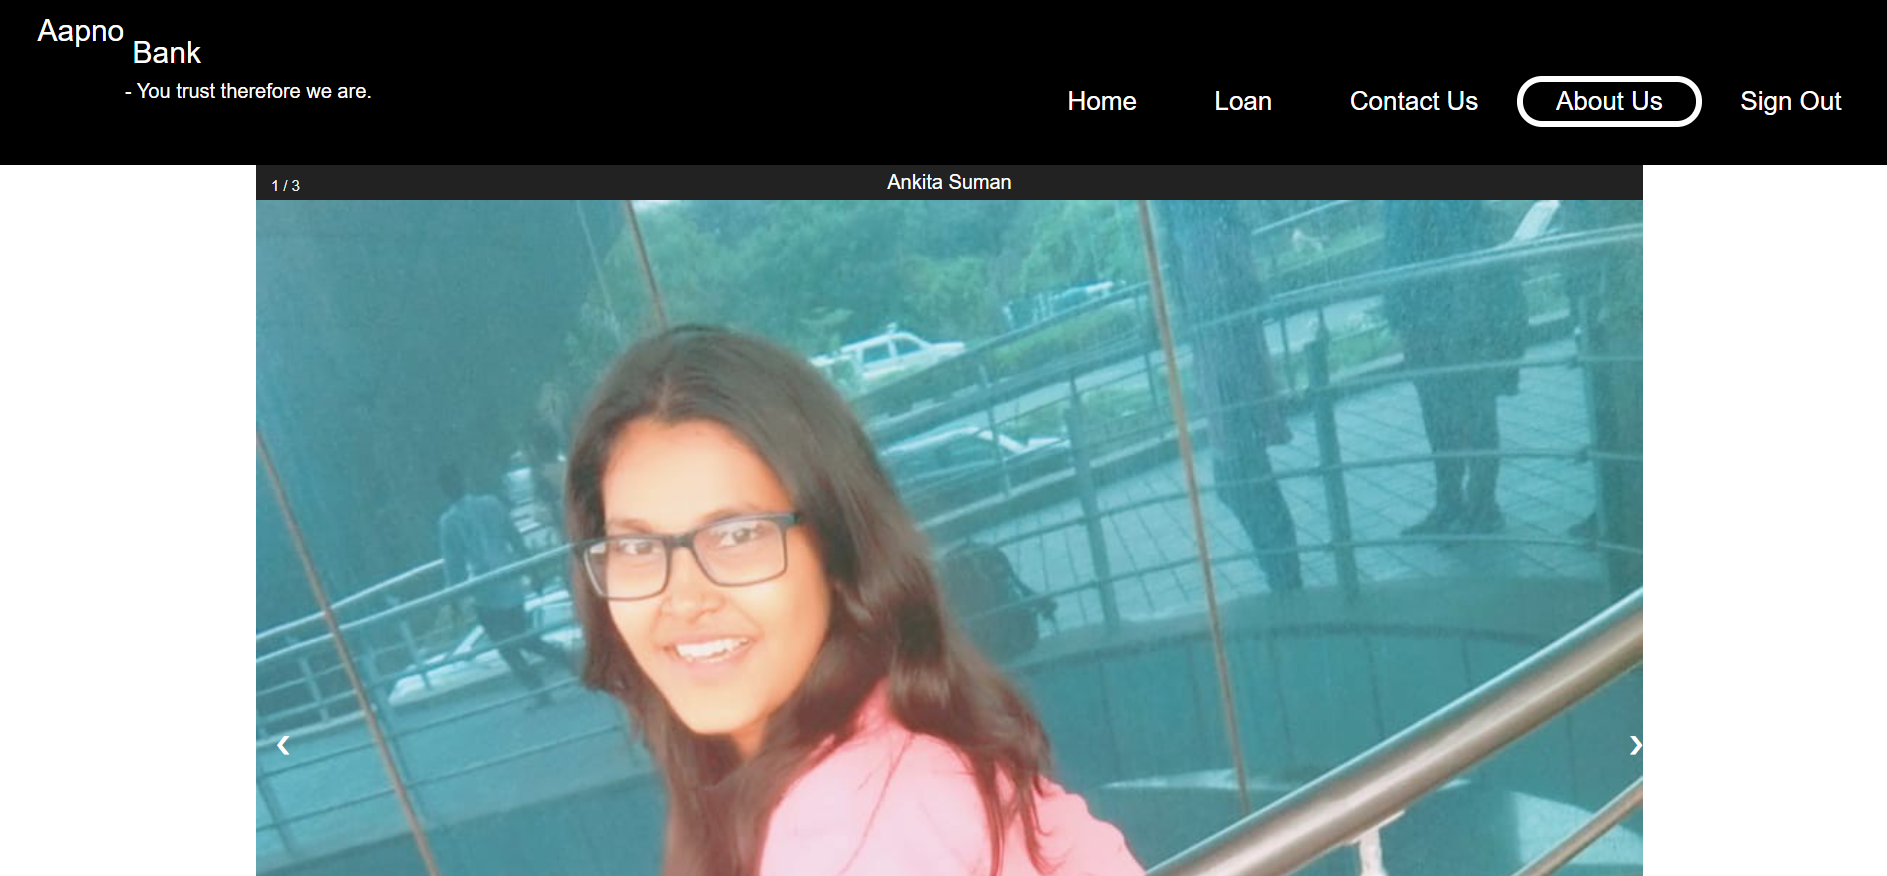 Aapno
Bank
- You trust therefore we are.
Home Loan Contact Us About Us Sign Out
1 / 3
Ankita Suman
❮ ❯